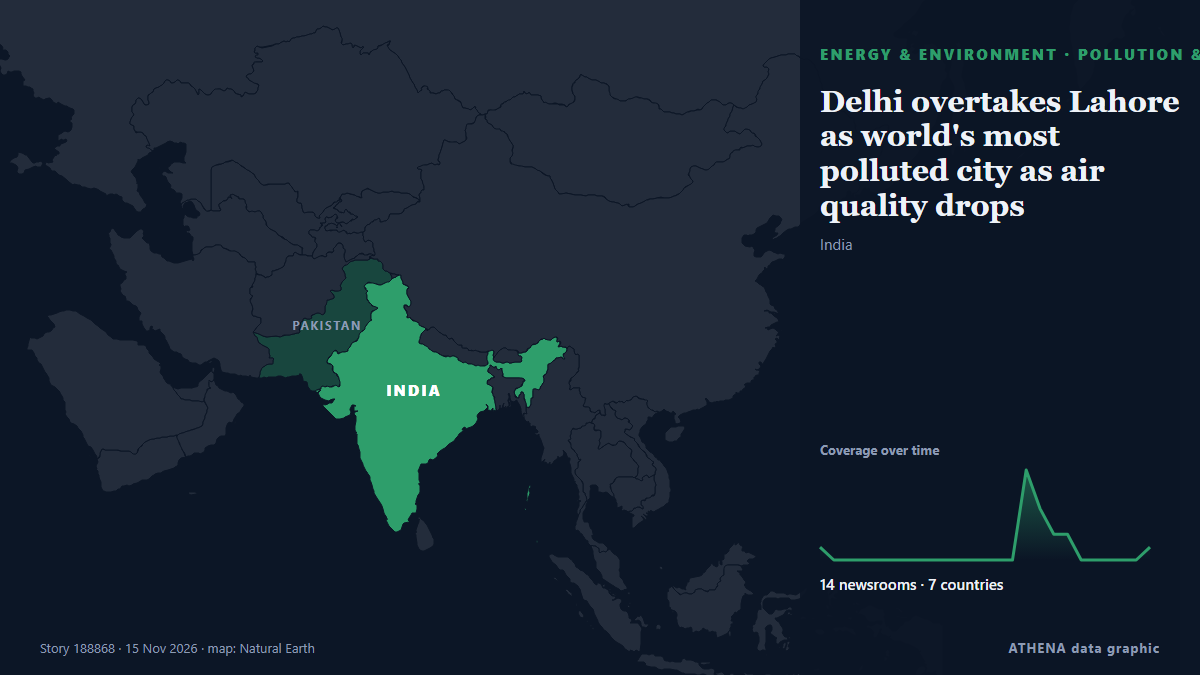 ENERGY & ENVIRONMENT · POLLUTION &
Delhi overtakes Lahore
as world's most
polluted city as air
quality drops
India
PAKISTAN
INDIA
Coverage over time
14 newsrooms · 7 countries
Story 188868 · 15 Nov 2026 · map: Natural Earth
ATHENA data graphic